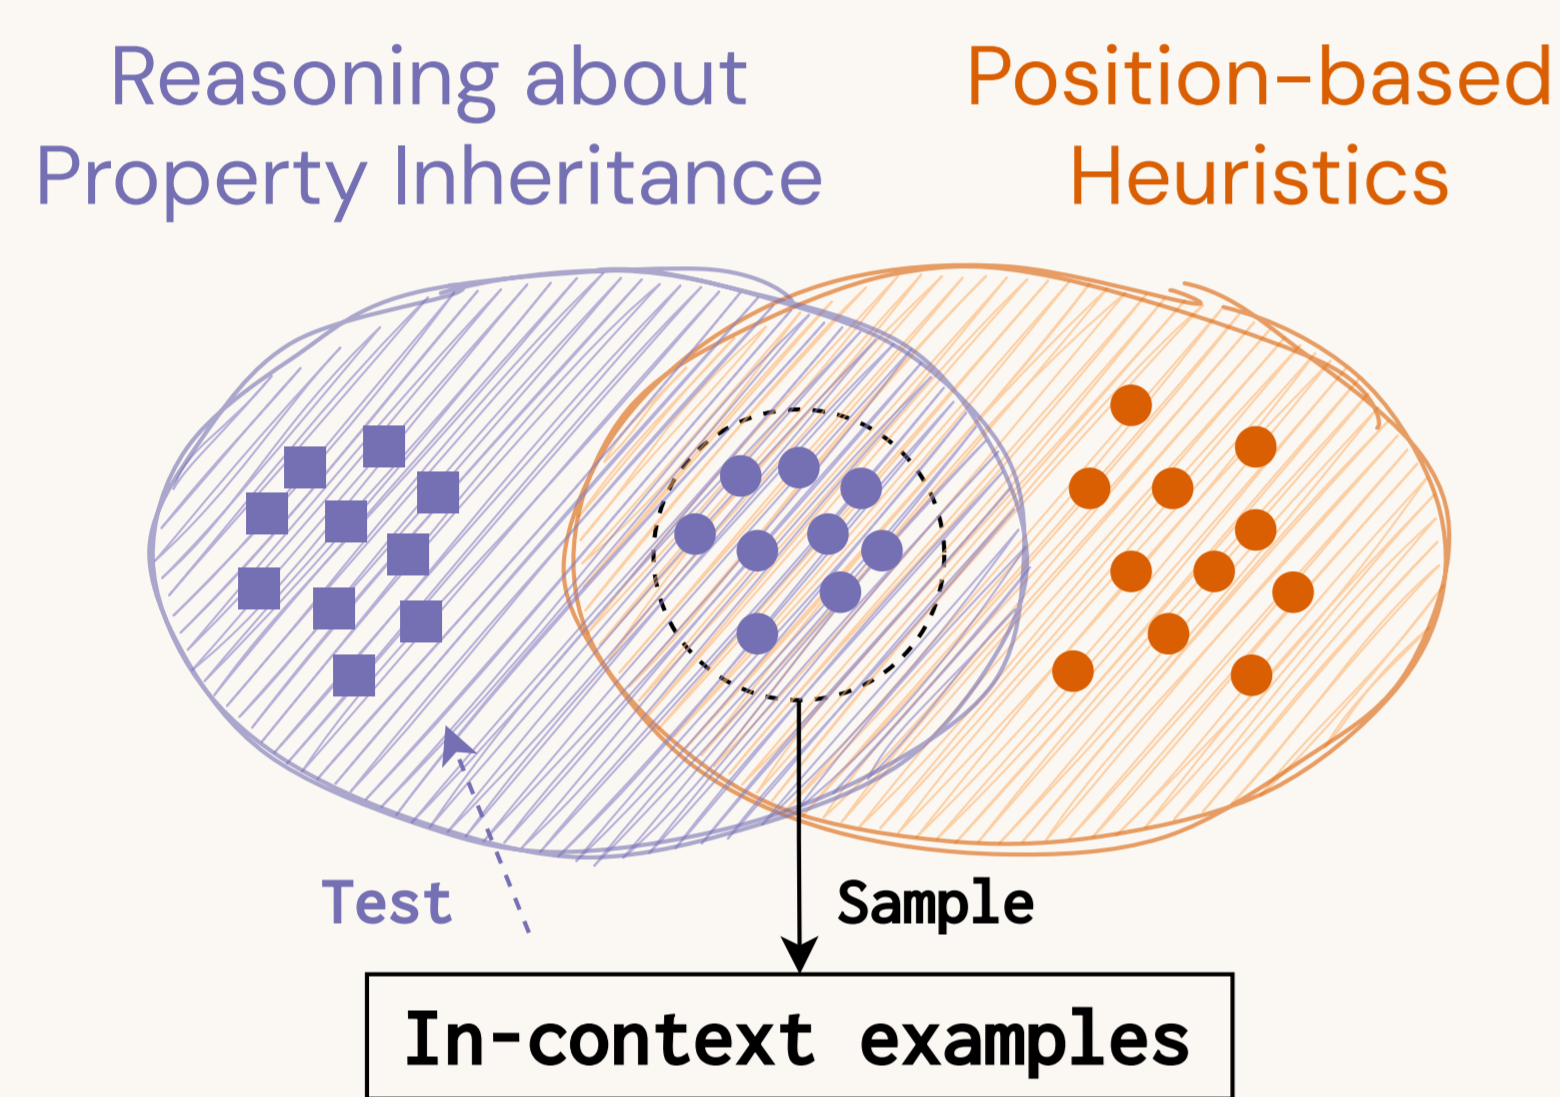 Reasoning about
Property Inheritance
Position-based
Heuristics
Test
Sample
In-context examples